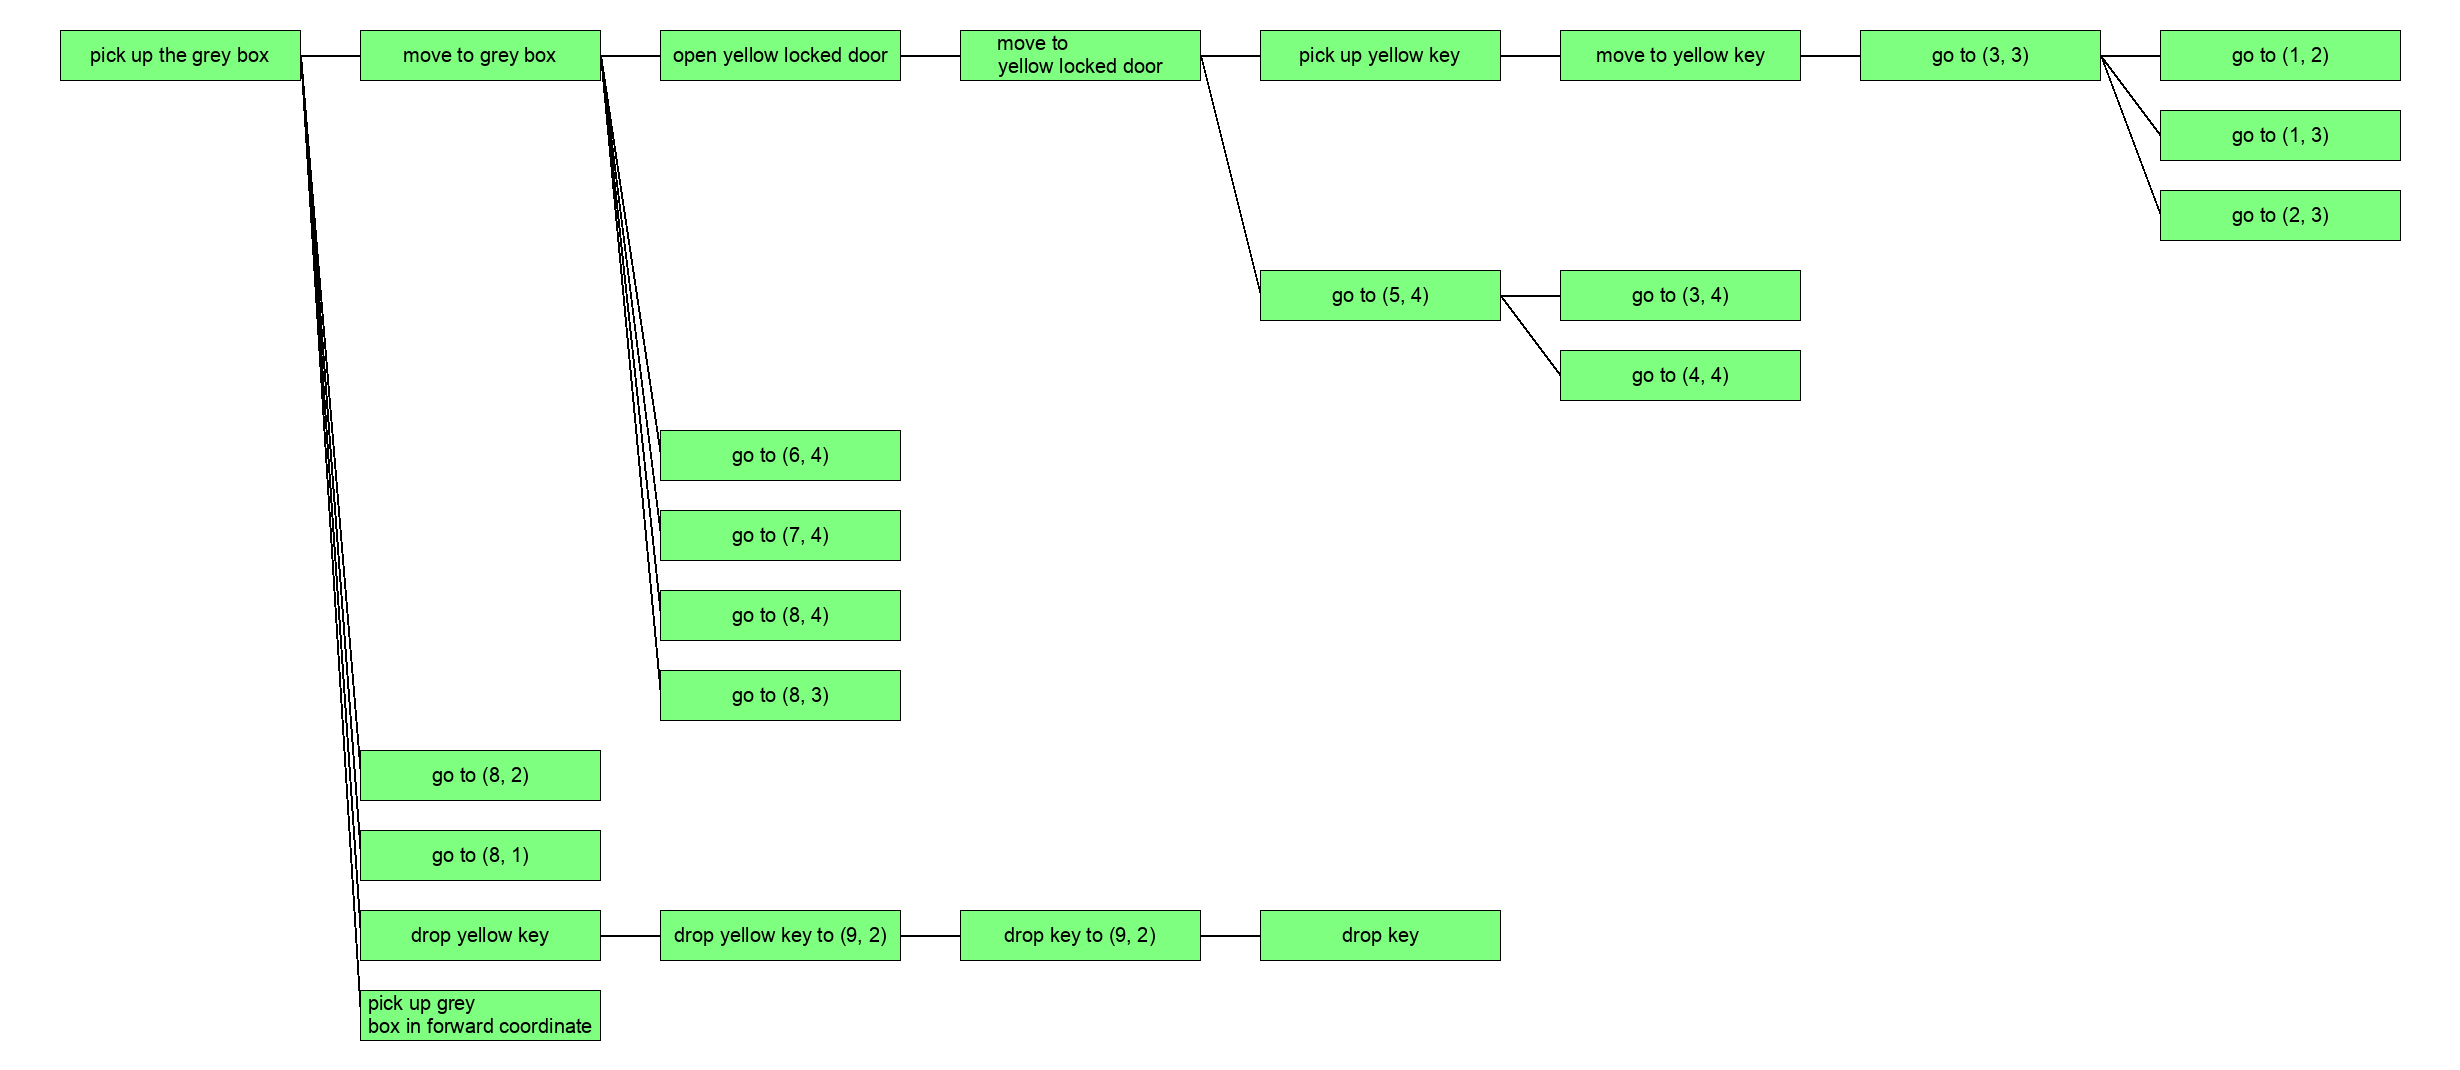 pick up the grey box
move to grey box
open yellow locked door
move to
yellow locked door
pick up yellow key
move to yellow key
go to (3, 3)
go to (1, 2)
go to (1, 3)
go to (2, 3)
go to (5, 4)
go to (3, 4)
go to (4, 4)
go to (6, 4)
go to (7, 4)
go to (8, 4)
go to (8, 3)
go to (8, 2)
go to (8, 1)
drop yellow key
drop yellow key to (9, 2)
drop key to (9, 2)
drop key
pick up grey
box in forward coordinate